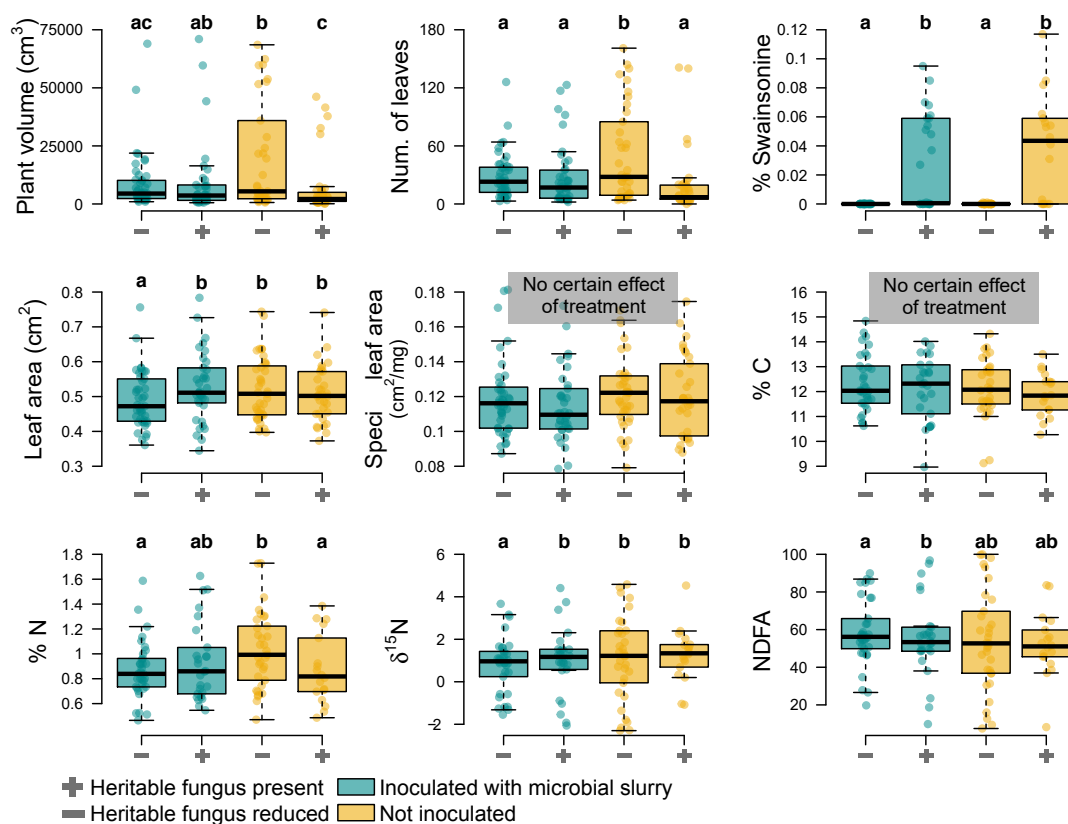 Plant volume (cm³)
75000
50000
25000
0
ac ab b c
Num. of leaves
180
120
60
0
a a b a
% Swainsonine
0.12
0.1
0.08
0.06
0.04
0.02
0
a b a b
Leaf area (cm²)
0.8
0.7
0.6
0.5
0.4
0.3
a b b b
Speci leaf area
(cm²/mg)
0.18
0.16
0.14
0.12
0.1
0.08
No certain effect
of treatment
% C
16
15
14
13
12
11
10
9
No certain effect
of treatment
% N
1.8
1.6
1.4
1.2
1
0.8
0.6
a ab b a
δ¹⁵N
6
4
2
0
-2
a b b b
NDFA
100
80
60
40
20
a b ab ab
Heritable fungus present
Heritable fungus reduced
Inoculated with microbial slurry
Not inoculated